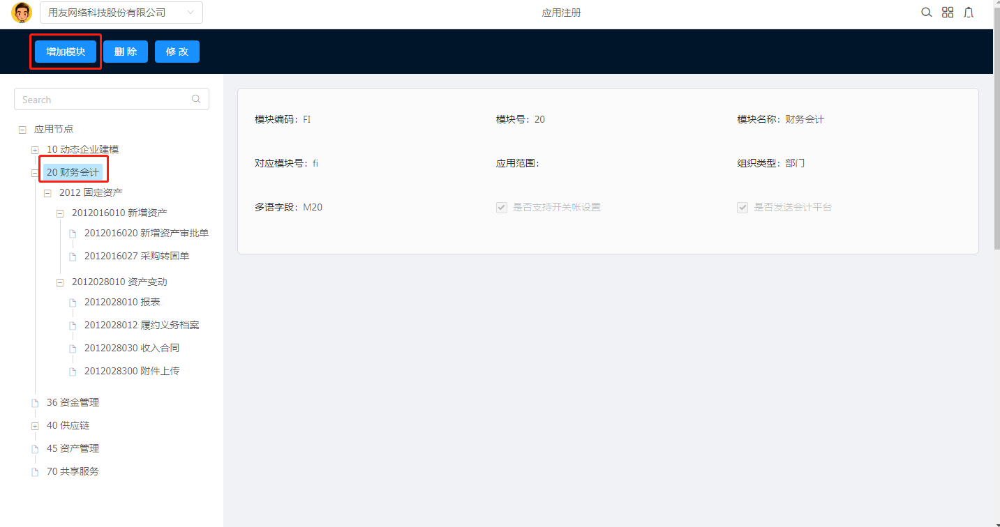 用友网络科技股份有限公司
应用注册
增加模块
删 除
修 改
Search
应用节点
10 动态企业建模
20 财务会计
2012 固定资产
2012016010 新增资产
2012016020 新增资产审批单
2012016027 采购转固单
2012028010 资产变动
2012028010 报表
2012028012 履约义务档案
2012028030 收入合同
2012028300 附件上传
36 资金管理
40 供应链
45 资产管理
70 共享服务
模块编码：FI
模块号：20
模块名称：财务会计
对应模块号：fi
应用范围：
组织类型：部门
多语字段：M20
是否支持开关帐设置
是否发送会计平台